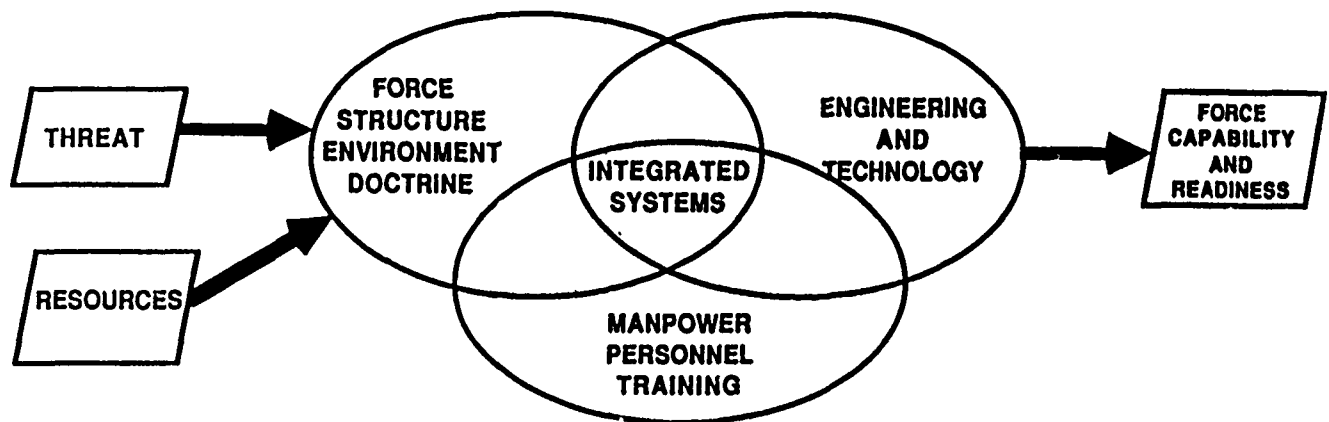 THREAT
RESOURCES
FORCE
STRUCTURE
ENVIRONMENT
DOCTRINE
INTEGRATED
SYSTEMS
ENGINEERING
AND
TECHNOLOGY
MANPOWER
PERSONNEL
TRAINING
FORCE
CAPABILITY
AND
READINESS